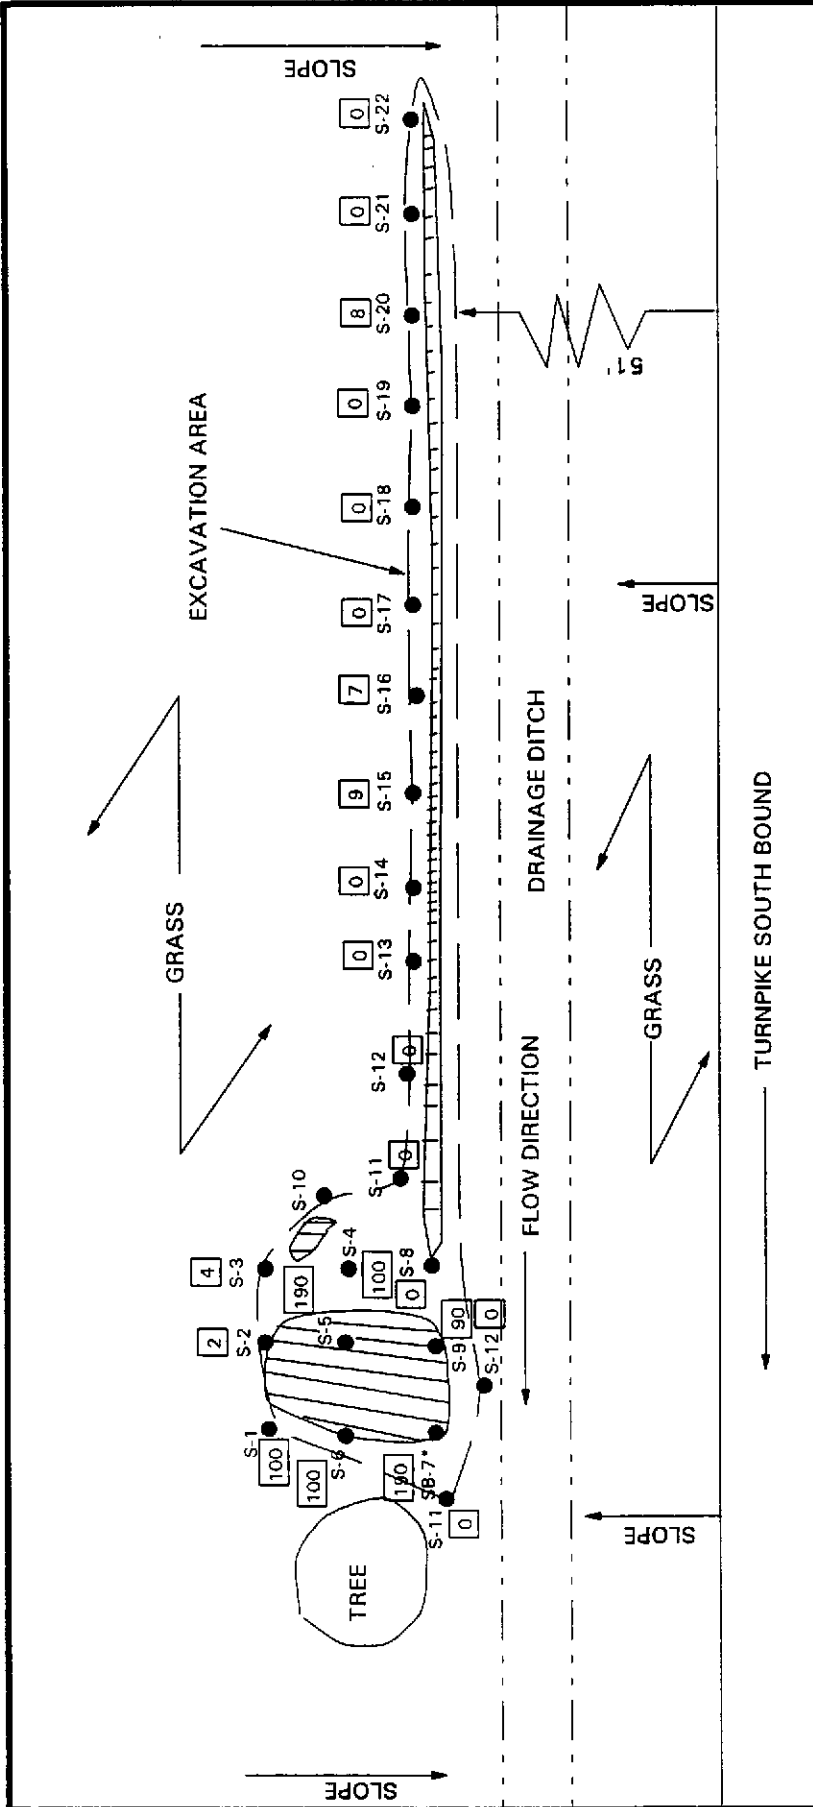 SLOPE
0
S-22
0
S-21
8
S-20
0
S-19
0
S-18
0
S-17
7
S-16
9
S-15
0
S-14
0
S-13
0
S-12
0
S-11
S-10
EXCAVATION AREA
GRASS
51'
SLOPE
4
S-3
190
S-4
100
S-8
0
2
S-2
S-5
S-9
90
0
S-12
S-1
100
S-6
100
190
SB-7*
S-11
0
TREE
DRAINAGE DITCH
FLOW DIRECTION
GRASS
TURNPIKE SOUTH BOUND
SLOPE
SLOPE